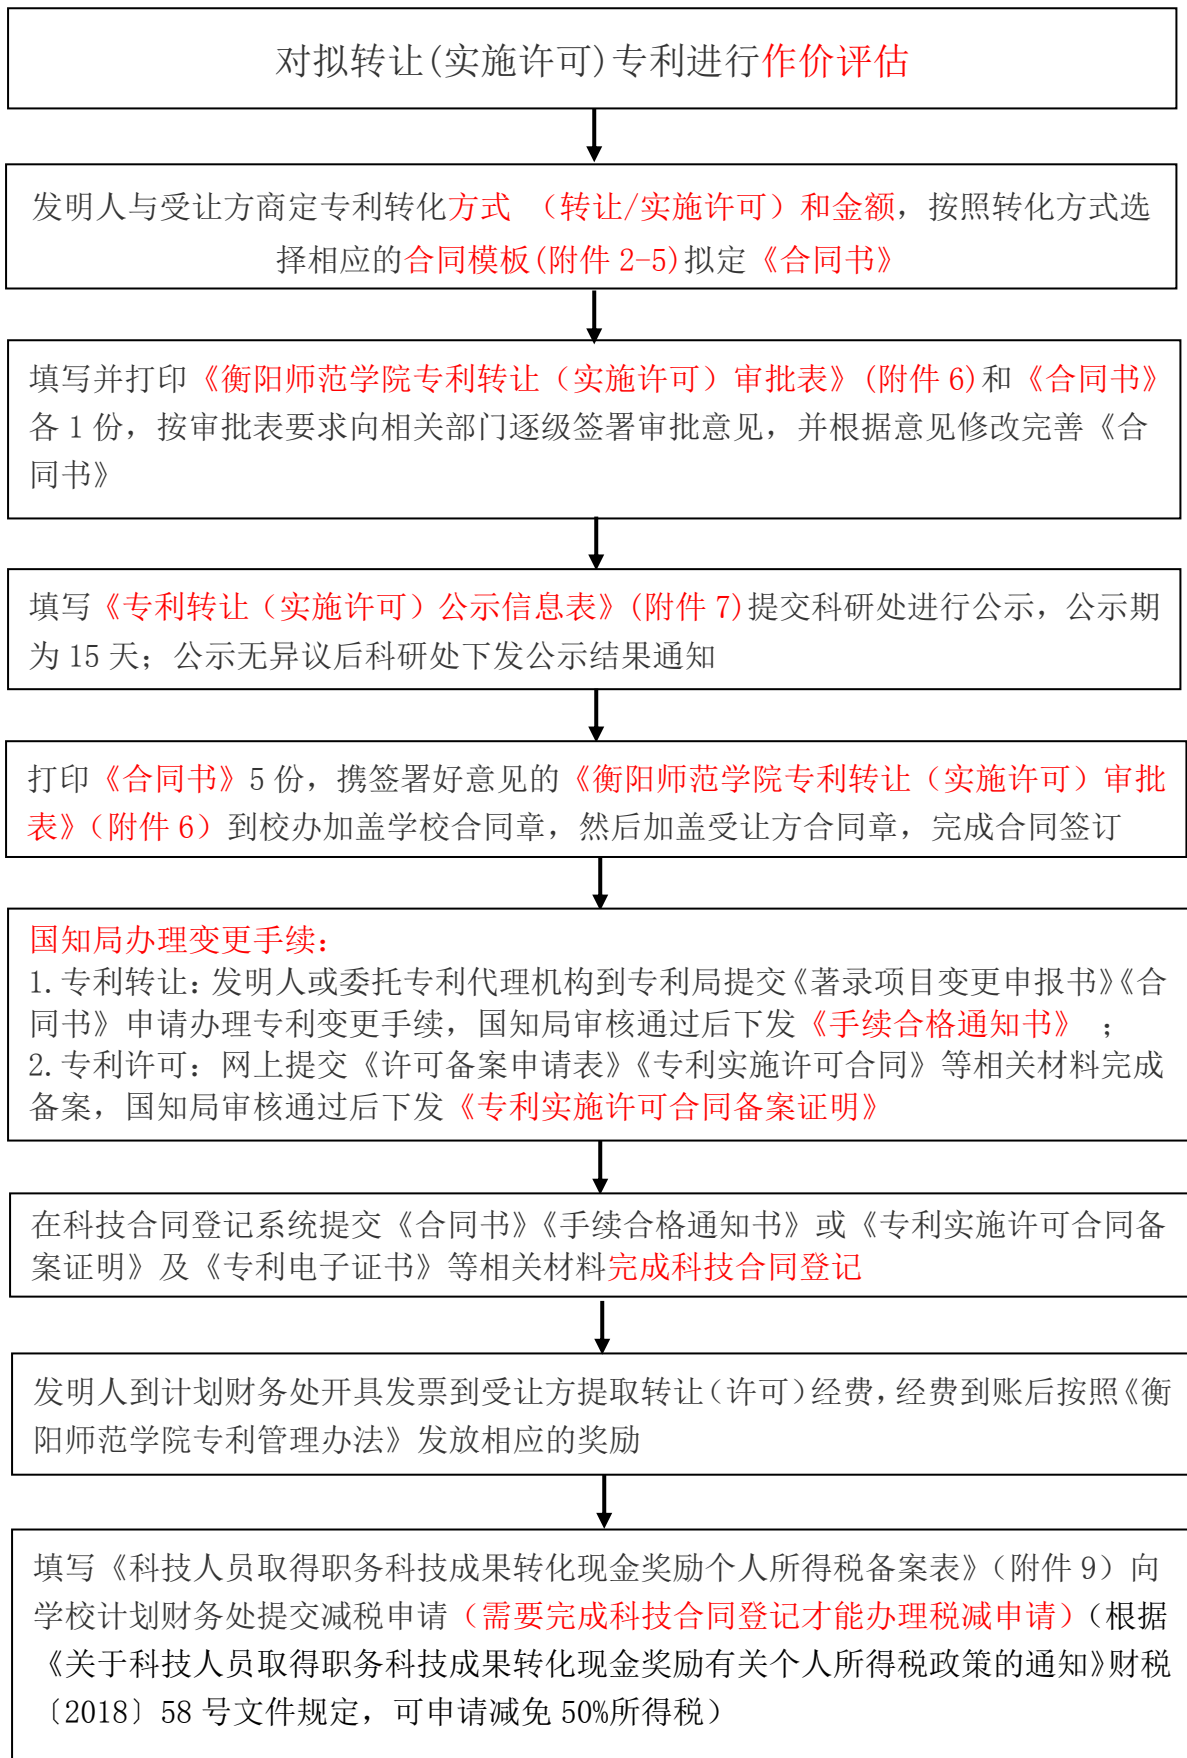 对拟转让(实施许可)专利进行作价评估
发明人与受让方商定专利转化方式 （转让/实施许可）和金额，按照转化方式选
择相应的合同模板(附件 2-5)拟定《合同书》
填写并打印《衡阳师范学院专利转让（实施许可）审批表》(附件 6)和《合同书》
各 1 份，按审批表要求向相关部门逐级签署审批意见，并根据意见修改完善《合
同书》
填写《专利转让（实施许可）公示信息表》(附件 7)提交科研处进行公示，公示期
为 15 天；公示无异议后科研处下发公示结果通知
打印《合同书》5 份，携签署好意见的《衡阳师范学院专利转让（实施许可）审批
表》（附件 6）到校办加盖学校合同章，然后加盖受让方合同章，完成合同签订
国知局办理变更手续：
1. 专利转让：发明人或委托专利代理机构到专利局提交《著录项目变更申报书》《合
同书》申请办理专利变更手续，国知局审核通过后下发《手续合格通知书》 ；
2. 专利许可：网上提交《许可备案申请表》《专利实施许可合同》等相关材料完成
备案，国知局审核通过后下发《专利实施许可合同备案证明》
在科技合同登记系统提交《合同书》《手续合格通知书》或《专利实施许可合同备
案证明》及《专利电子证书》等相关材料完成科技合同登记
发明人到计划财务处开具发票到受让方提取转让（许可）经费，经费到账后按照《衡
阳师范学院专利管理办法》发放相应的奖励
填写《科技人员取得职务科技成果转化现金奖励个人所得税备案表》（附件 9）向
学校计划财务处提交减税申请（需要完成科技合同登记才能办理税减申请）（根据
《关于科技人员取得职务科技成果转化现金奖励有关个人所得税政策的通知》财税
〔2018〕58 号文件规定，可申请减免 50%所得税）